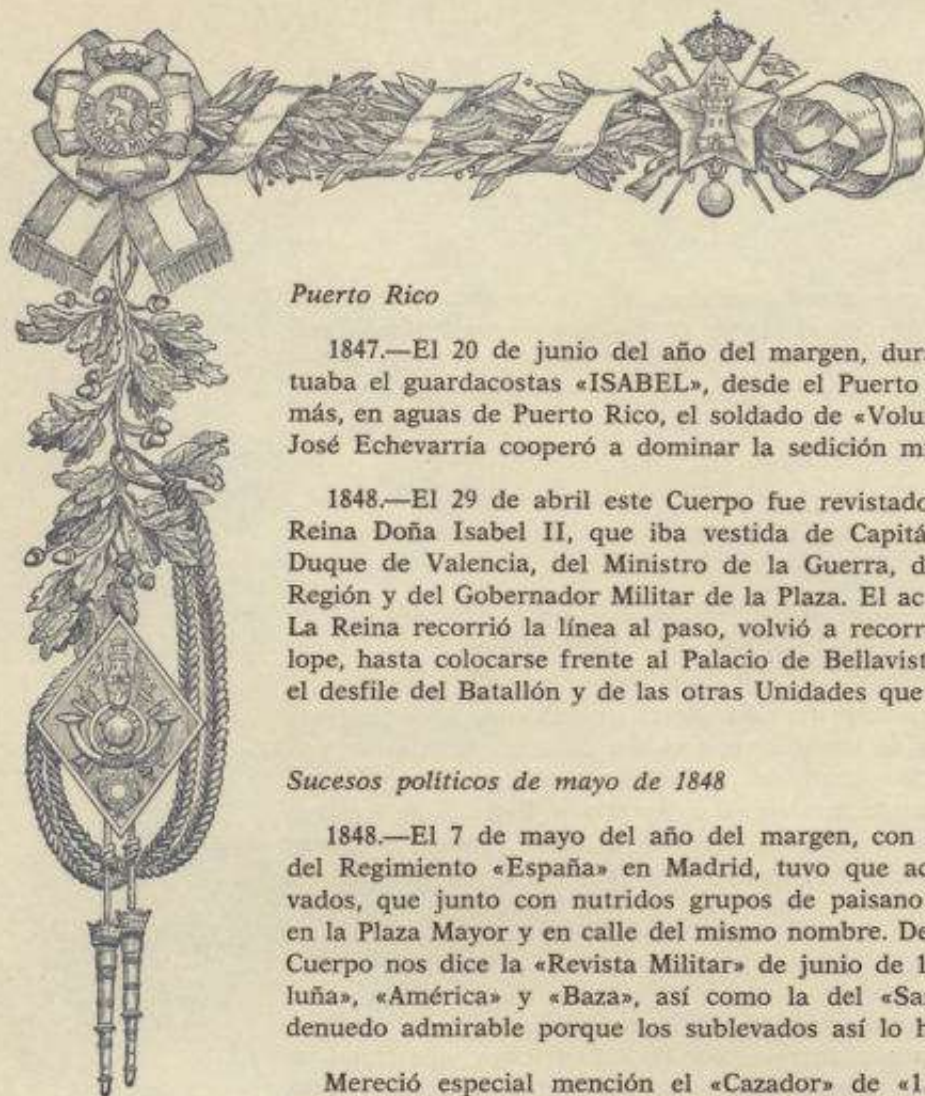 Puerto Rico
1847.—El 20 de junio del año del margen, dur
tuaba el guardacostas «ISABEL», desde el Puerto
más, en aguas de Puerto Rico, el soldado de «Volu
José Echevarría cooperó a dominar la sedición m
1848.—El 29 de abril este Cuerpo fue revistado
Reina Doña Isabel II, que iba vestida de Capitá
Duque de Valencia, del Ministro de la Guerra, d
Región y del Gobernador Militar de la Plaza. El ac
La Reina recorrió la línea al paso, volvió a recorr
lope, hasta colocarse frente al Palacio de Bellavist
el desfile del Batallón y de las otras Unidades que
Sucesos políticos de mayo de 1848
1848.—El 7 de mayo del año del margen, con
del Regimiento «España» en Madrid, tuvo que ac
vados, que junto con nutridos grupos de paisano
en la Plaza Mayor y en calle del mismo nombre. De
Cuerpo nos dice la «Revista Militar» de junio de 1
luña», «América» y «Baza», así como la del «Sa
denuedo admirable porque los sublevados así lo h
Mereció especial mención el «Cazador» de «1